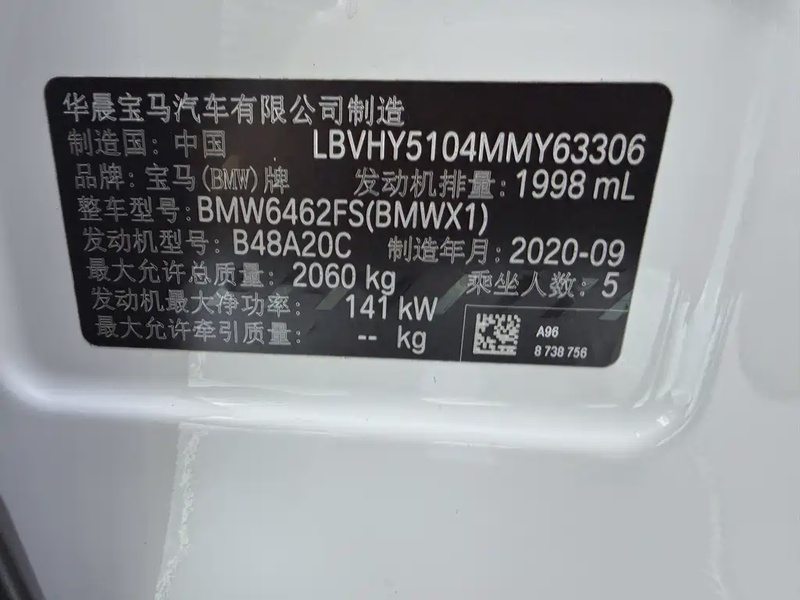 华晨宝马汽车有限公司制造
制造国: 中国 LBVHY5104MMY63306
品牌: 宝马(BMW)牌 发动机排量: 1998 mL
整车型号: BMW6462FS(BMWX1)
发动机型号: B48A20C 制造年月: 2020-09
最大允许总质量: 2060 kg 乘坐人数: 5
发动机最大净功率: 141 kW
最大允许牵引质量: -- kg
A96
8 738 756